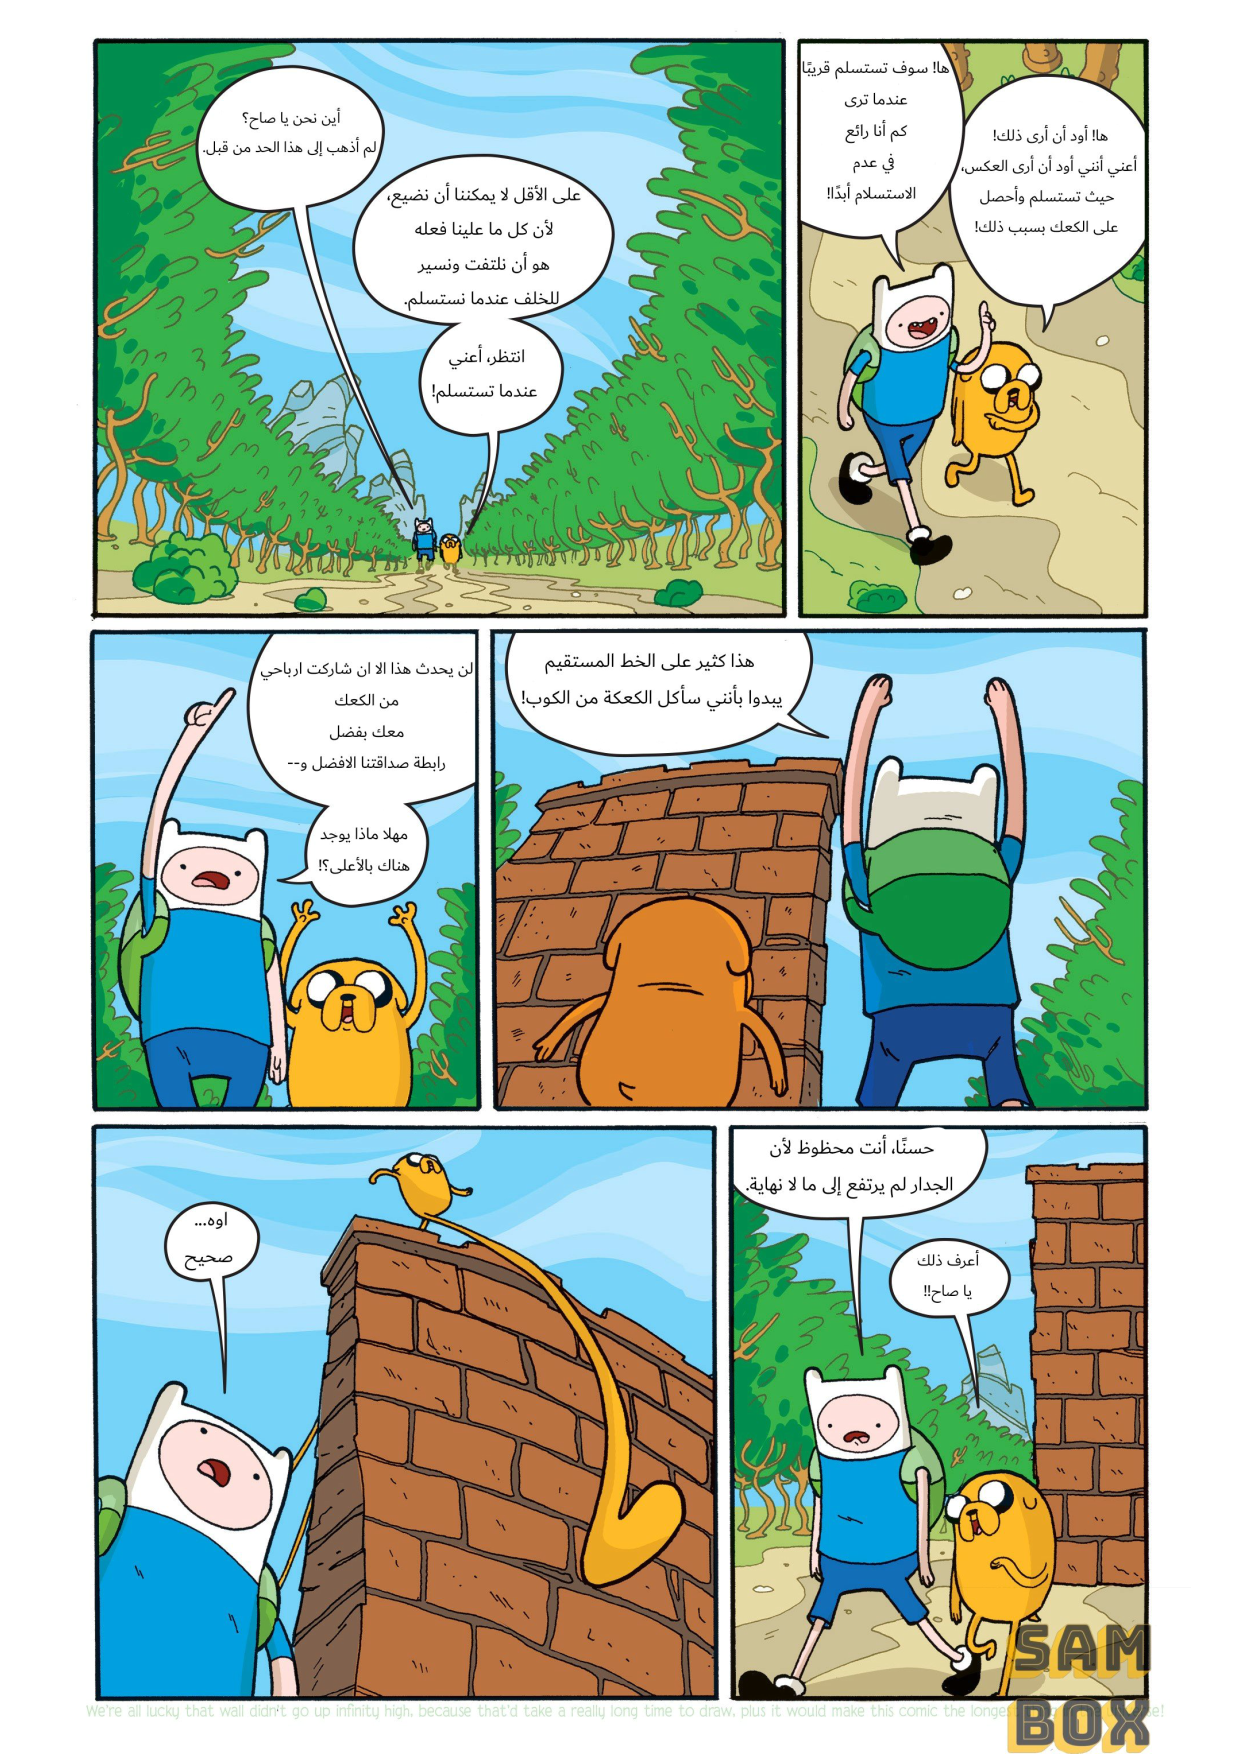 ها! سوف تستسلم قريبًا
عندما ترى
كم أنا رائع
في عدم
الاستسلام أبدًا!
ها! أود أن أرى ذلك!
أعني أنني أود أن أرى العكس،
حيث تستسلم وأحصل
على الكعك بسبب ذلك!
أين نحن يا صاح؟
لم أذهب إلى هذا الحد من قبل.
على الأقل لا يمكننا أن نضيع،
لأن كل ما علينا فعله
هو أن نلتفت ونسير
للخلف عندما نستسلم.
انتظر، أعني
عندما تستسلم!
هذا كثير على الخط المستقيم
يبدوا بأنني سأكل الكعكة من الكوب!
لن يحدث هذا الا ان شاركت ارباحي
من الكعك
معك بفضل
رابطة صداقتنا الافضل و--
مهلا ماذا يوجد
هناك بالأعلى؟!
حسنًا، أنت محظوظ لأن
الجدار لم يرتفع إلى ما لا نهاية.
أعرف ذلك
يا صاح!!
اوه...
صحيح
We're all lucky that wall didn't go up infinity high, because that'd take a really long time to draw, plus it would make this comic the
SAM
BOX